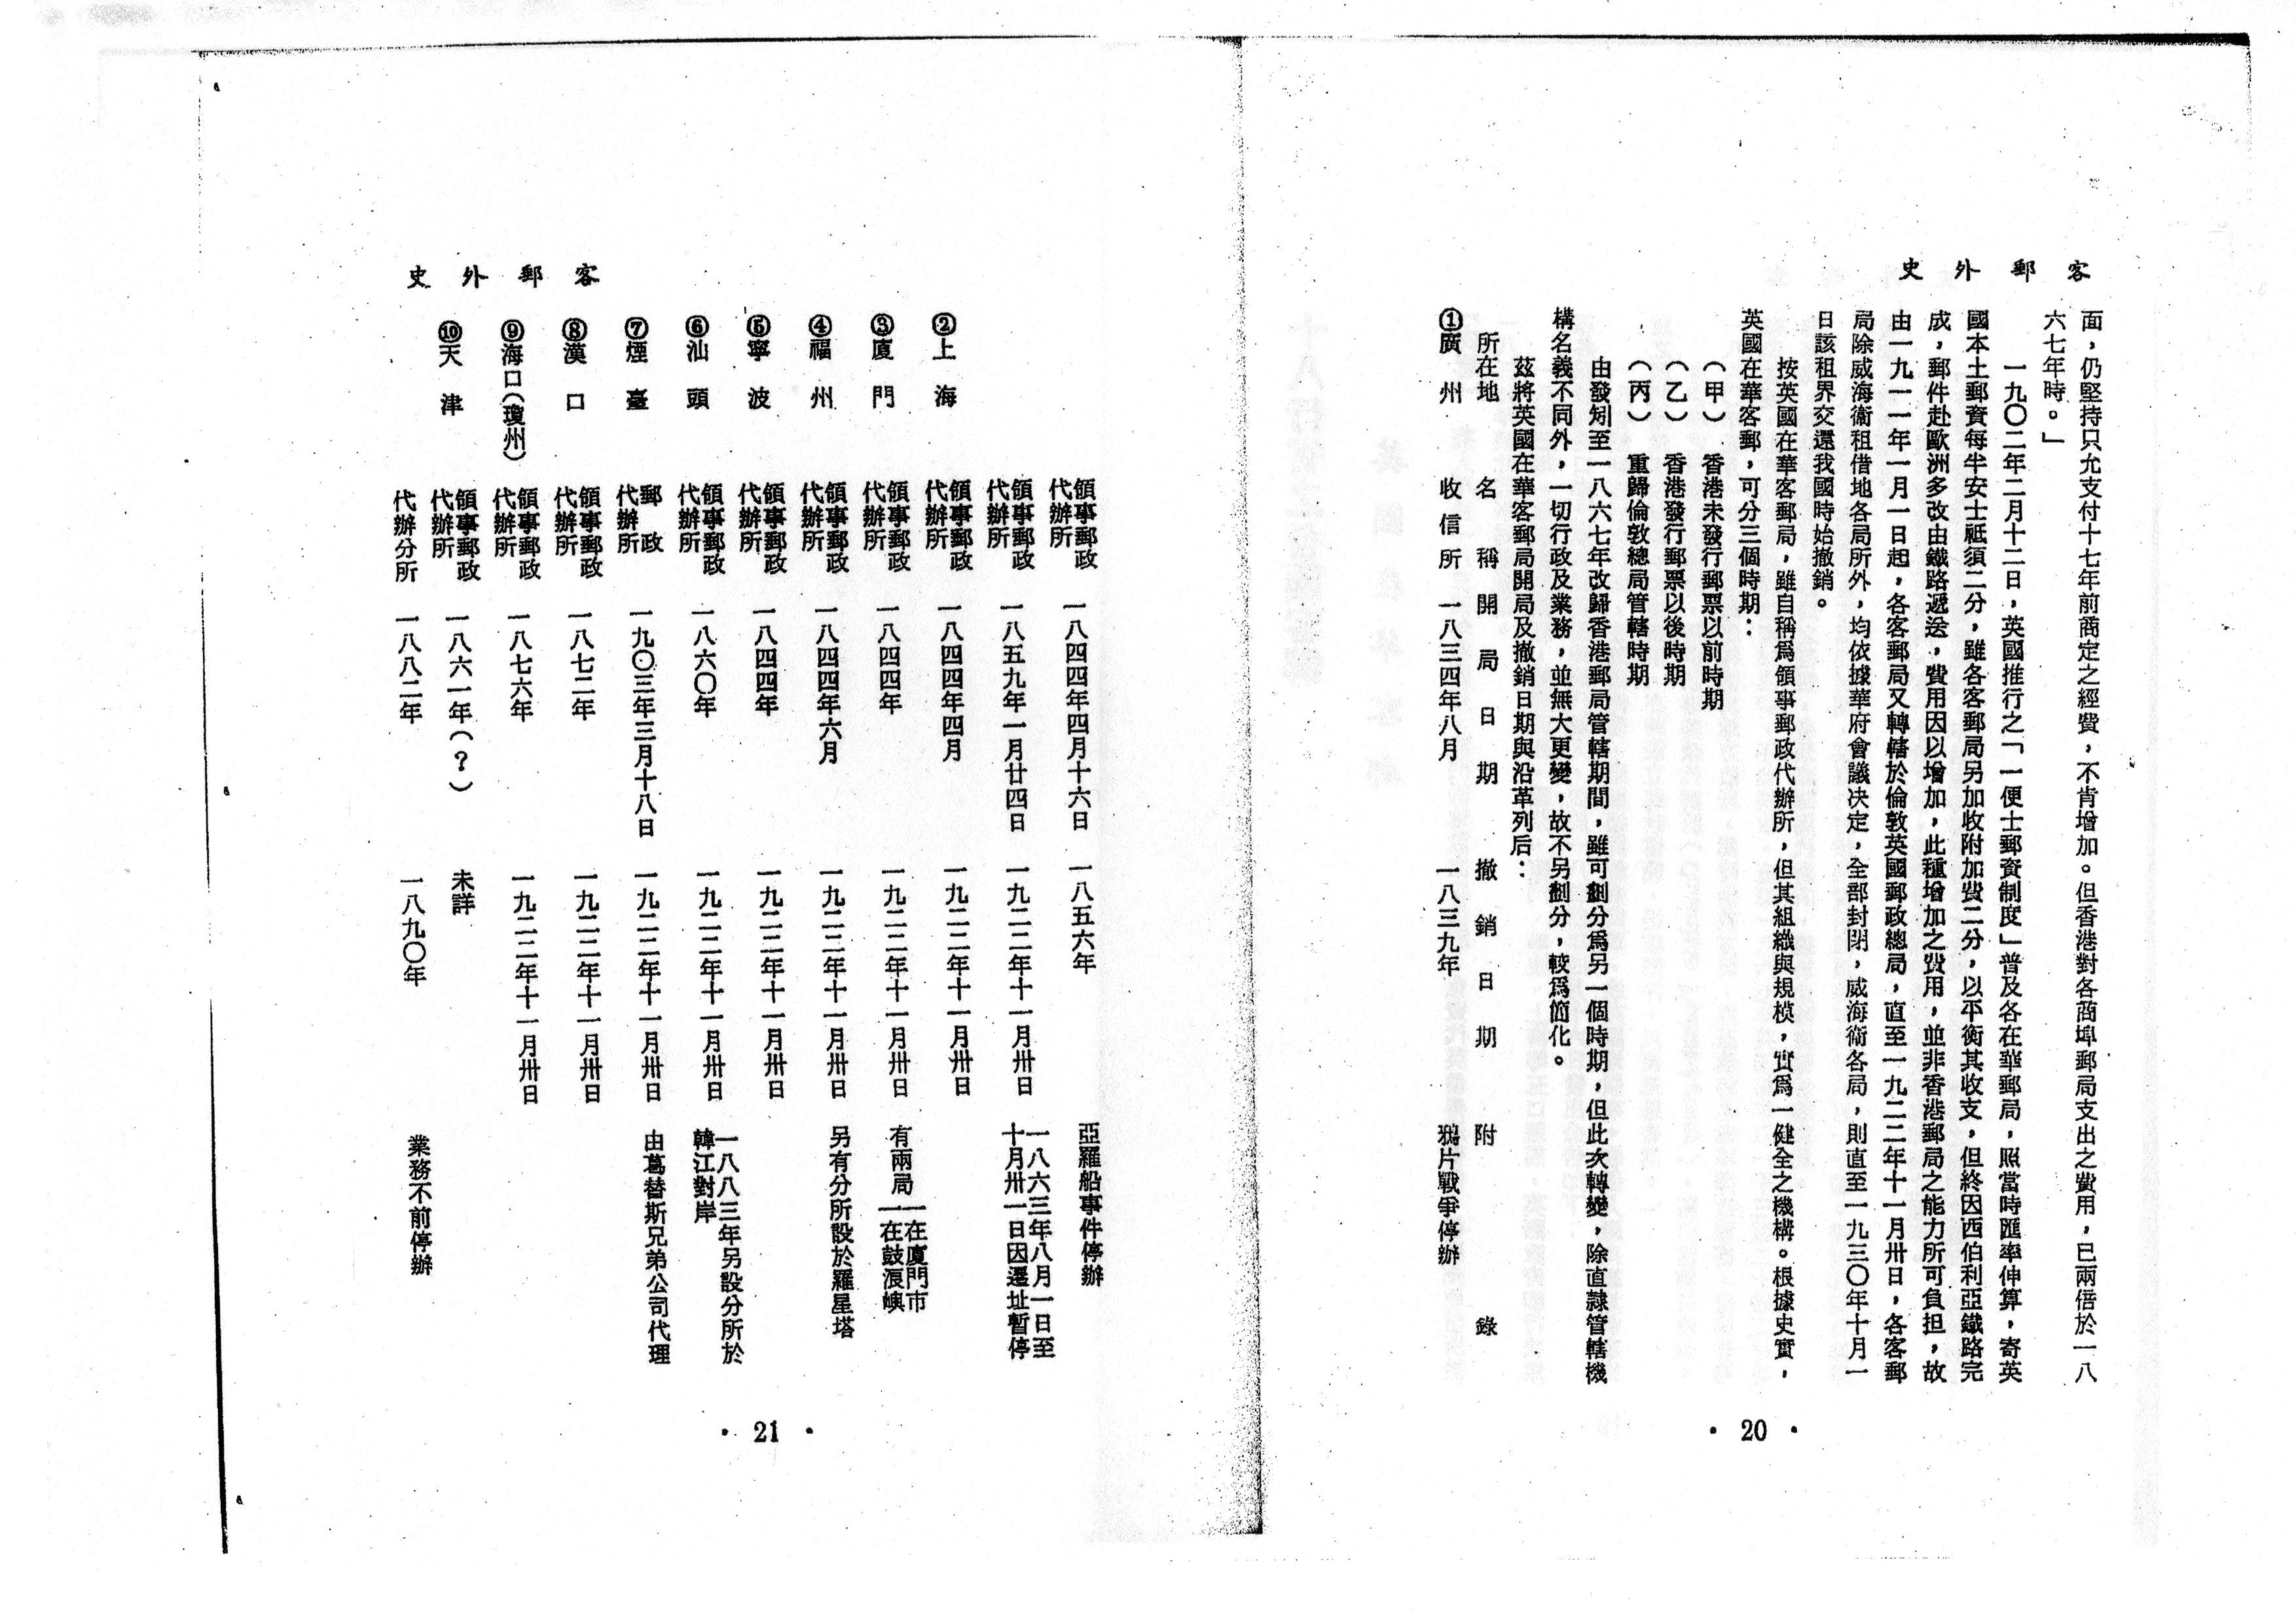 客郵外史
面，仍堅持只允支付十七年前商定之經費，不肯增加。但香港對各商埠郵局支出之費用，已兩倍於一八
六七年時。」
一九〇二年二月十二日，英國推行之「一便士郵資制度」普及各在華郵局，照當時匯率伸算，寄英
國本土郵資每半安士祗須二分，雖各客郵局另加收附加費二分，以平衡其收支，但終因西伯利亞鐵路完
成，郵件赴歐洲多改由鐵路遞送，費用因以增加，此種增加之費用，並非香港郵局之能力所可負担，故
由一九一一年一月一日起，各客郵局又轉轄於倫敦英國郵政總局，直至一九二二年十一月卅日，各客郵
局除威海衞租借地各局所外，均依據華府會議決定，全部封閉，威海衞各局，則直至一九三〇年十月一
日該租界交還我國時始撤銷。
按英國在華客郵局，雖自稱爲領事郵政代辦所，但其組織與規模，實爲一健全之機構。根據史實，
英國在華客郵，可分三個時期：
（甲）　香港未發行郵票以前時期
（乙）　香港發行郵票以後時期
（丙）　重歸倫敦總局管轄時期
由發矧至一八六七年改歸香港郵局管轄期間，雖可劃分爲另一個時期，但此次轉變，除直隸管轄機
構名義不同外，一切行政及業務，並無大更變，故不另劃分，較爲簡化。
茲將英國在華客郵局開局及撤銷日期與沿革列后：
所在地　名稱　開局日期　撤銷日期　附錄
①廣州　收信所　一八三四年八月　一八三九年　鴉片戰爭停辦
• 20 •
客郵外史
領事郵政代辦所　一八四四年四月十六日　一八五六年　亞羅船事件停辦
②上海　領事郵政代辦所　一八五九年一月廿四日　一九二二年十一月卅日　一八六三年八月一日至十月卅一日因遷址暫停
領事郵政代辦所　一八四四年四月　一九二二年十一月卅日
③廈門　領事郵政代辦所　一八四四年　一九二二年十一月卅日　有兩局一在廈門市一在鼓浪嶼
④福州　領事郵政代辦所　一八四四年六月　一九二二年十一月卅日　另有分所設於羅星塔
⑤寧波　領事郵政代辦所　一八四四年　一九二二年十一月卅日
⑥汕頭　領事郵政代辦所　一八六〇年　一九二二年十一月卅日　一八八三年另設分所於韓江對岸
⑦煙臺　郵政代辦所　一九〇三年三月十八日　一九二二年十一月卅日　由葛替斯兄弟公司代理
⑧漢口　領事郵政代辦所　一八七二年　一九二二年十一月卅日
⑨海口（瓊州）　領事郵政代辦所　一八七六年　一九二二年十一月卅日
⑩天津　領事郵政代辦所　一八六一年（？）　未詳
代辦分所　一八八二年　一八九〇年　業務不前停辦
• 21 •